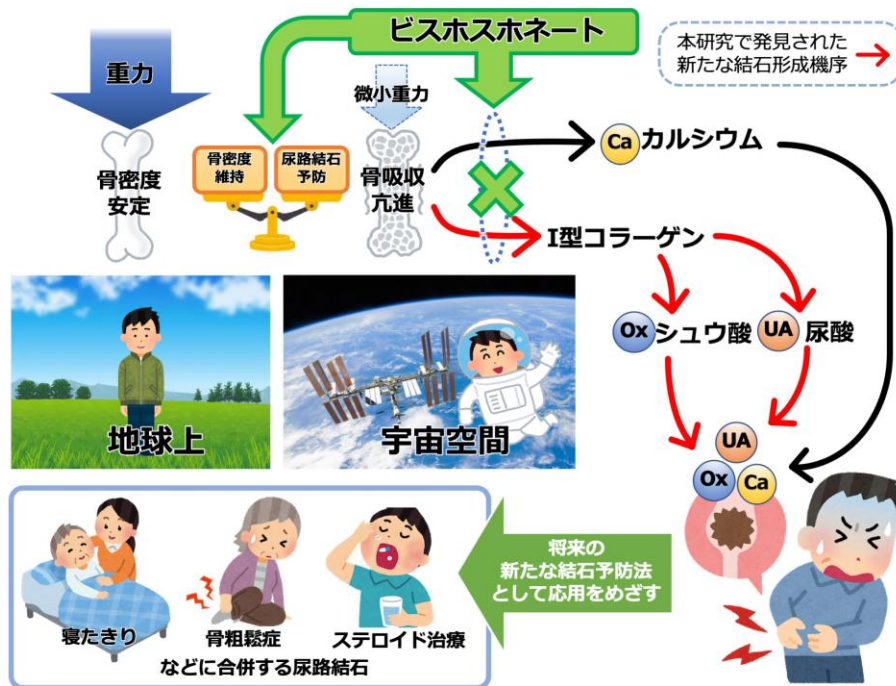 ビスホスホネート
本研究で発見された
新たな結石形成機序
重力
微小重力
骨密度
安定
骨密度
維持
尿路結石
予防
骨吸収
亢進
Ca カルシウム
I型コラーゲン
Ox シュウ酸
UA 尿酸
地球上
宇宙空間
UA
Ox
Ca
将来の
新たな結石予防法
として応用をめざす
寝たきり
骨粗鬆症
ステロイド治療
などに合併する尿路結石